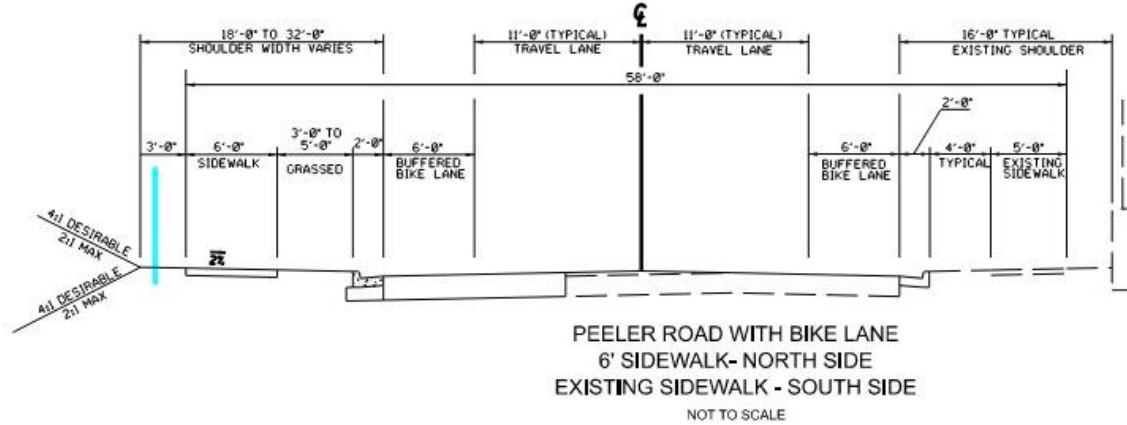 ℄
18'-0" TO 32'-0"
SHOULDER WIDTH VARIES
11'-0" (TYPICAL)
TRAVEL LANE
11'-0" (TYPICAL)
TRAVEL LANE
16'-0" TYPICAL
EXISTING SHOULDER
58'-0"
2'-0"
3'-0"
6'-0"
SIDEWALK
3'-0" TO
5'-0"
GRASSED
2'-0"
6'-0"
BUFFERED
BIKE LANE
6'-0"
BUFFERED
BIKE LANE
4'-0"
TYPICAL
5'-0"
EXISTING
SIDEWALK
4:1 DESIRABLE
2:1 MAX
2%
4:1 DESIRABLE
2:1 MAX
PEELER ROAD WITH BIKE LANE
6' SIDEWALK- NORTH SIDE
EXISTING SIDEWALK - SOUTH SIDE
NOT TO SCALE